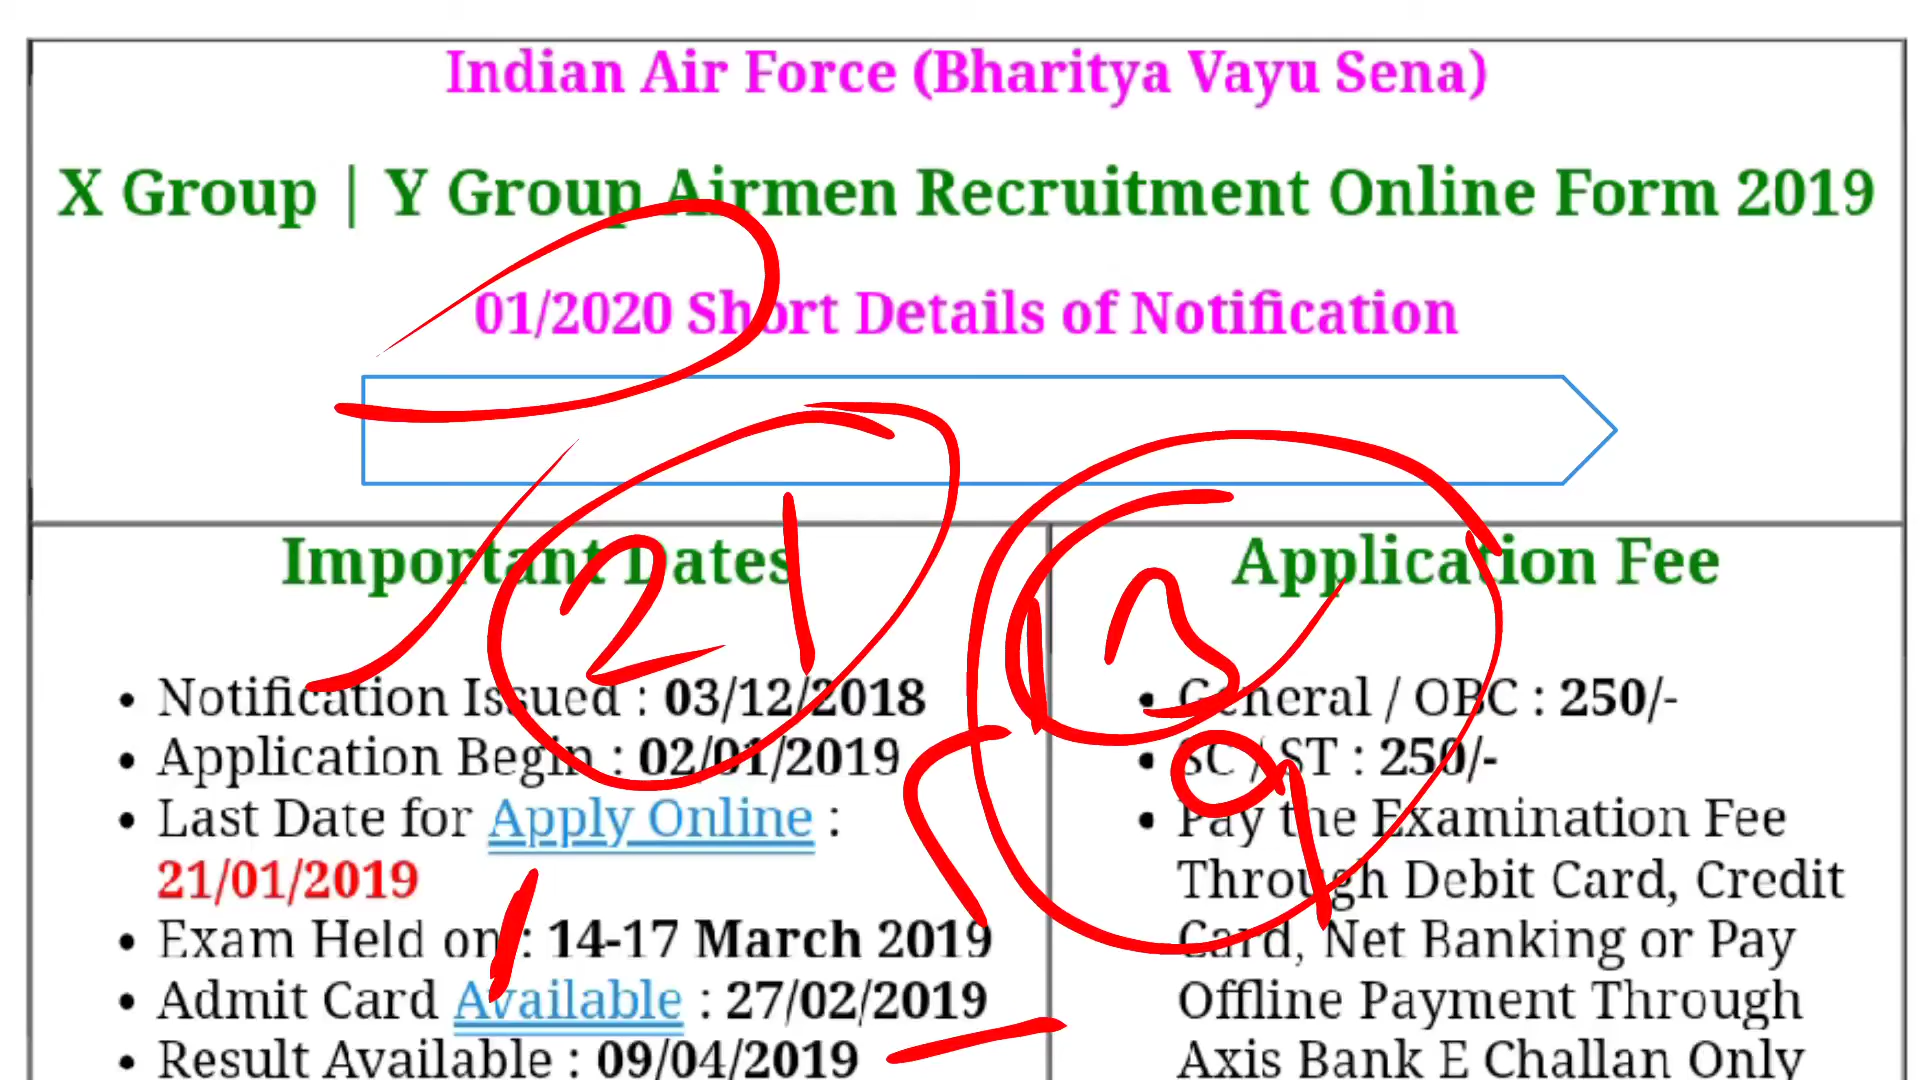 Indian Air Force (Bharitya Vayu Sena)
X Group | Y Group Airmen Recruitment Online Form 2019
01/2020 Short Details of Notification
Important Dates
• Notification Issued : 03/12/2018
• Application Begin : 02/01/2019
• Last Date for Apply Online :
21/01/2019
• Exam Held on : 14-17 March 2019
• Admit Card Available : 27/02/2019
• Result Available : 09/04/2019
Application Fee
• General / OBC : 250/-
• SC / ST : 250/-
• Pay the Examination Fee
Through Debit Card, Credit
Card, Net Banking or Pay
Offline Payment Through
Axis Bank E Challan Only
21
13
9